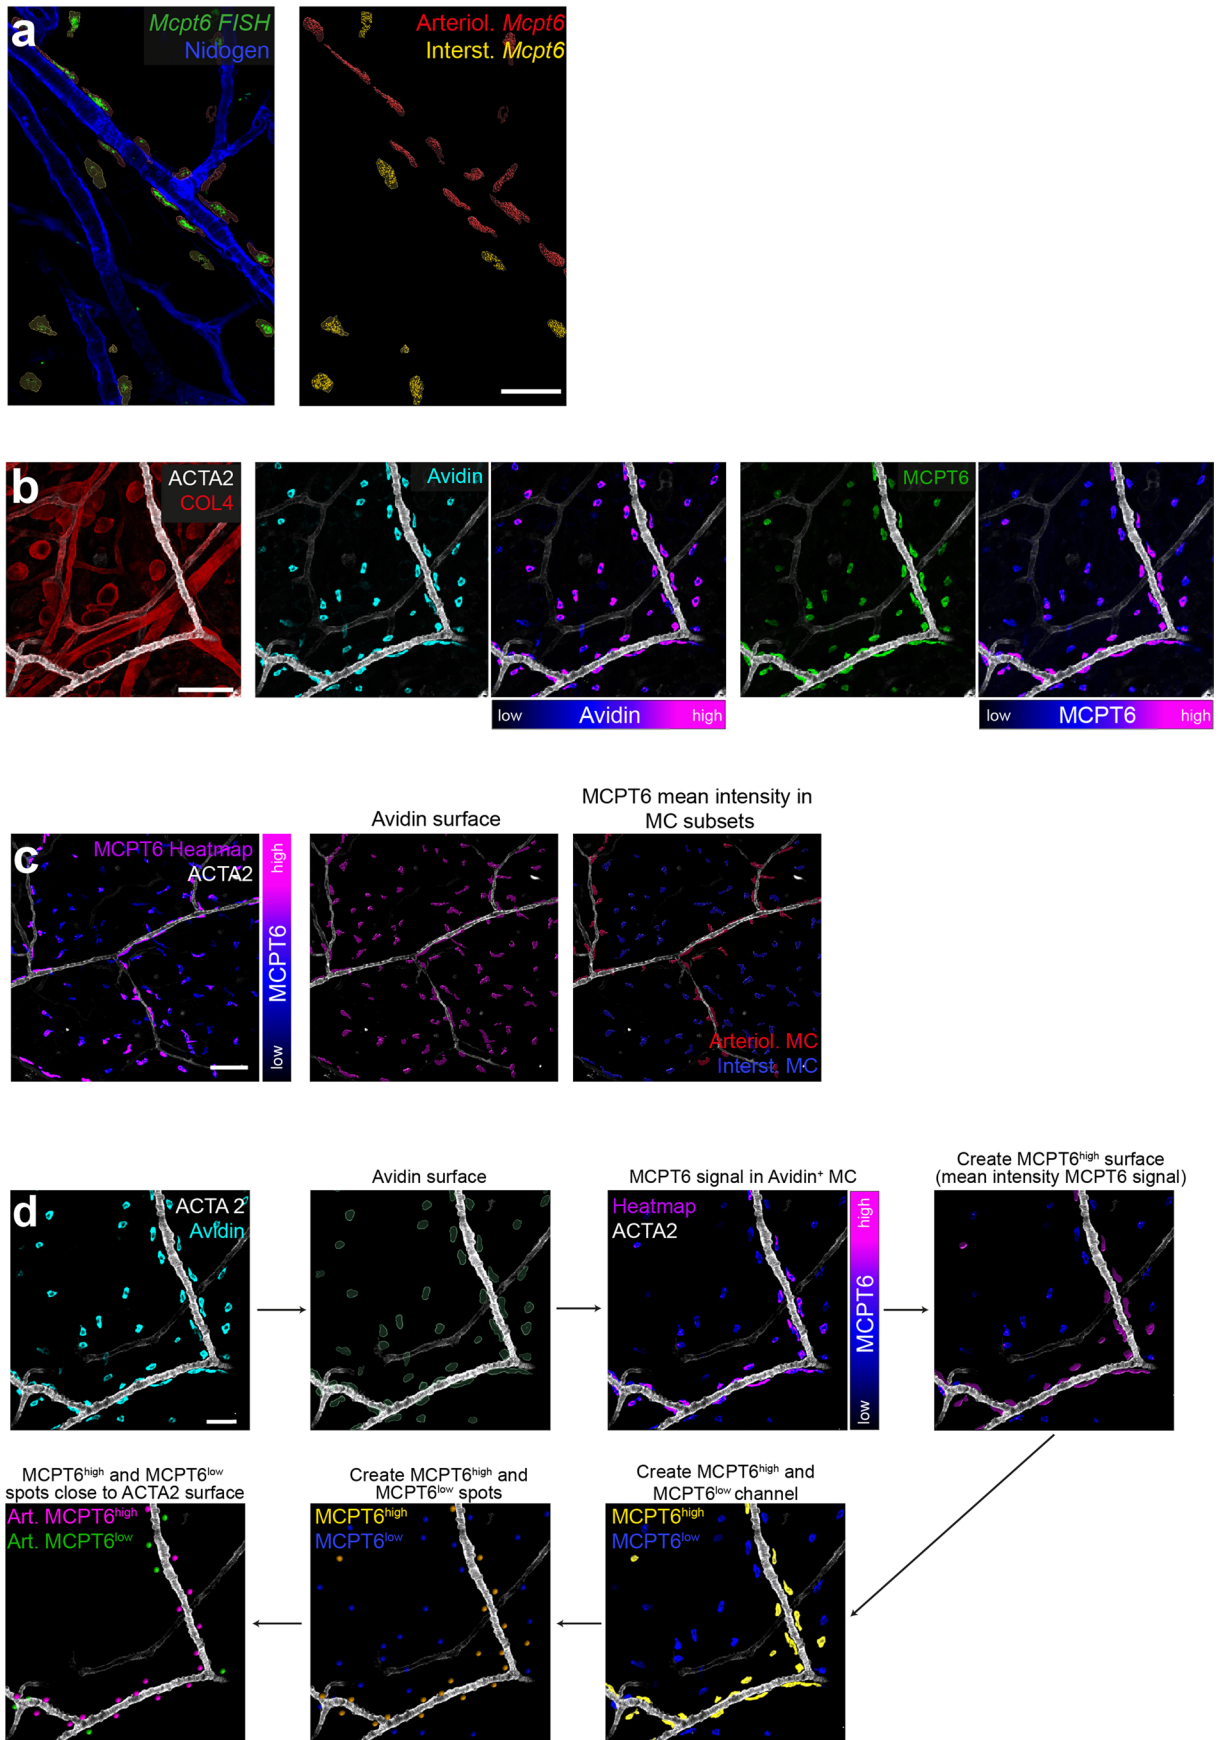 a
Mcpt6 FISH
Nidogen
Arteriol. Mcpt6
Interst. Mcpt6
b
ACTA2
COL4
Avidin
MCPT6
low Avidin high
low MCPT6 high
Avidin surface
MCPT6 mean intensity in
MC subsets
c
MCPT6 Heatmap
ACTA2
low MCPT6 high
Arteriol. MC
Interst. MC
d
ACTA 2
Avidin
Avidin surface
MCPT6 signal in Avidin⁺ MC
Heatmap
ACTA2
low MCPT6 high
Create MCPT6ʰⁱᵍʰ surface
(mean intensity MCPT6 signal)
MCPT6ʰⁱᵍʰ and MCPT6ˡᵒʷ
spots close to ACTA2 surface
Art. MCPT6ʰⁱᵍʰ
Art. MCPT6ˡᵒʷ
Create MCPT6ʰⁱᵍʰ and
MCPT6ˡᵒʷ spots
MCPT6ʰⁱᵍʰ
MCPT6ˡᵒʷ
Create MCPT6ʰⁱᵍʰ and
MCPT6ˡᵒʷ channel
MCPT6ʰⁱᵍʰ
MCPT6ˡᵒʷ